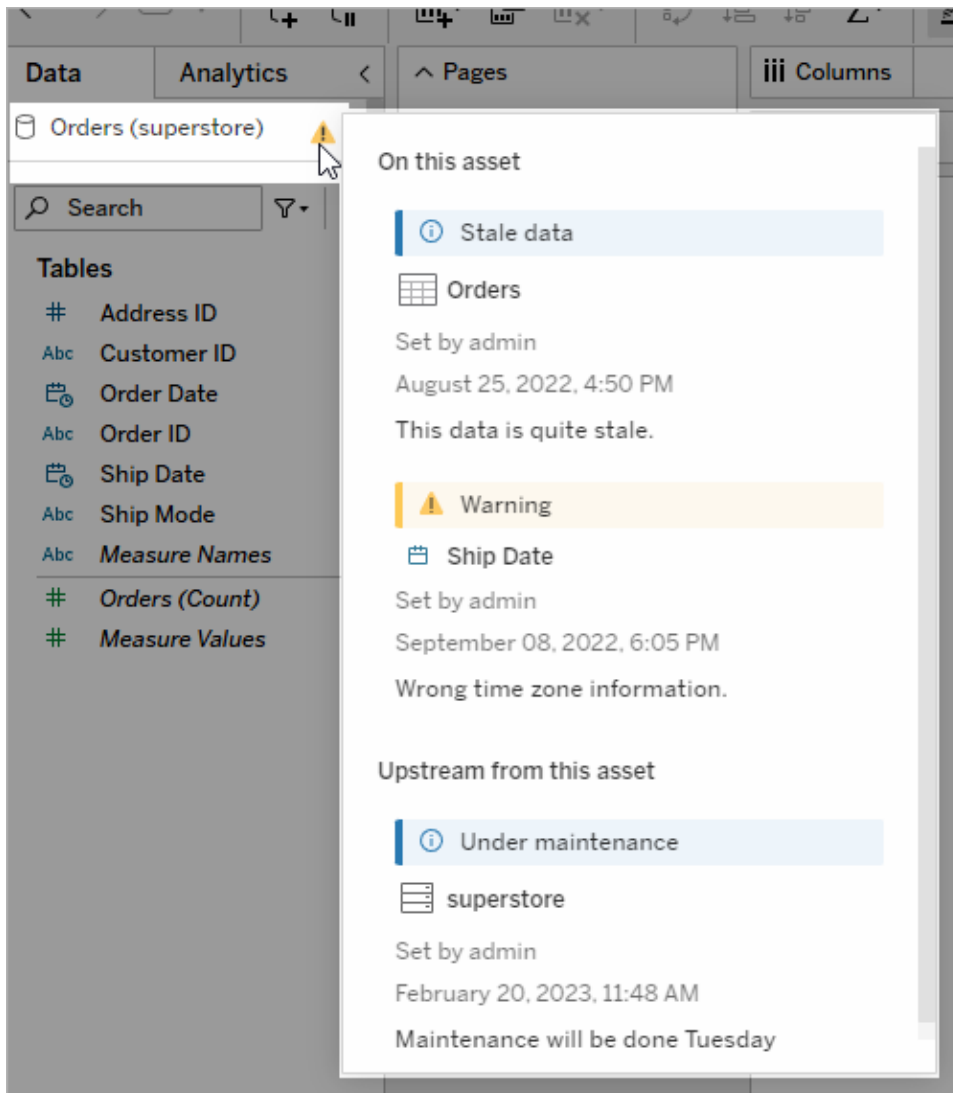 Data
Analytics
Pages
Columns
Orders (superstore)
Search
Tables
Address ID
Abc Customer ID
Order Date
Abc Order ID
Ship Date
Abc Ship Mode
Abc Measure Names
Orders (Count)
Measure Values
On this asset
Stale data
Orders
Set by admin
August 25, 2022, 4:50 PM
This data is quite stale.
Warning
Ship Date
Set by admin
September 08, 2022, 6:05 PM
Wrong time zone information.
Upstream from this asset
Under maintenance
superstore
Set by admin
February 20, 2023, 11:48 AM
Maintenance will be done Tuesday